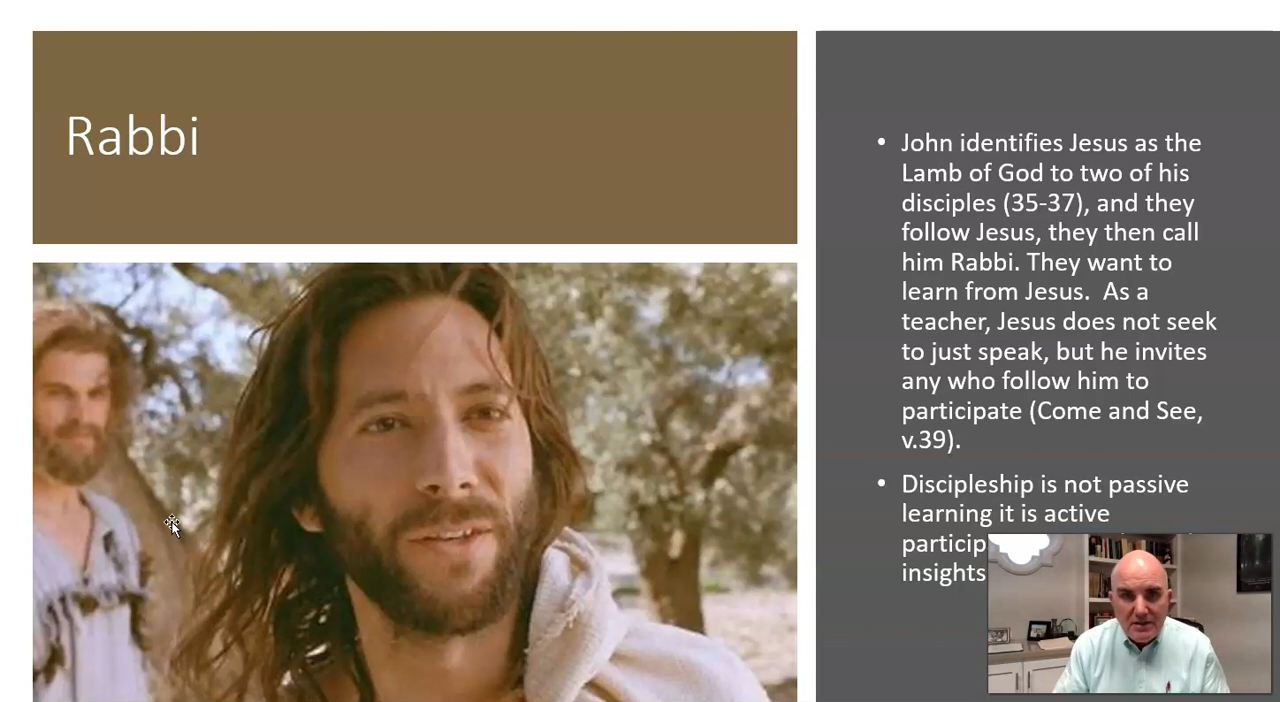 Rabbi
• John identifies Jesus as the
Lamb of God to two of his
disciples (35-37), and they
follow Jesus, they then call
him Rabbi. They want to
learn from Jesus.  As a
teacher, Jesus does not seek
to just speak, but he invites
any who follow him to
participate (Come and See,
v.39).
• Discipleship is not passive
learning it is active
particip
insights